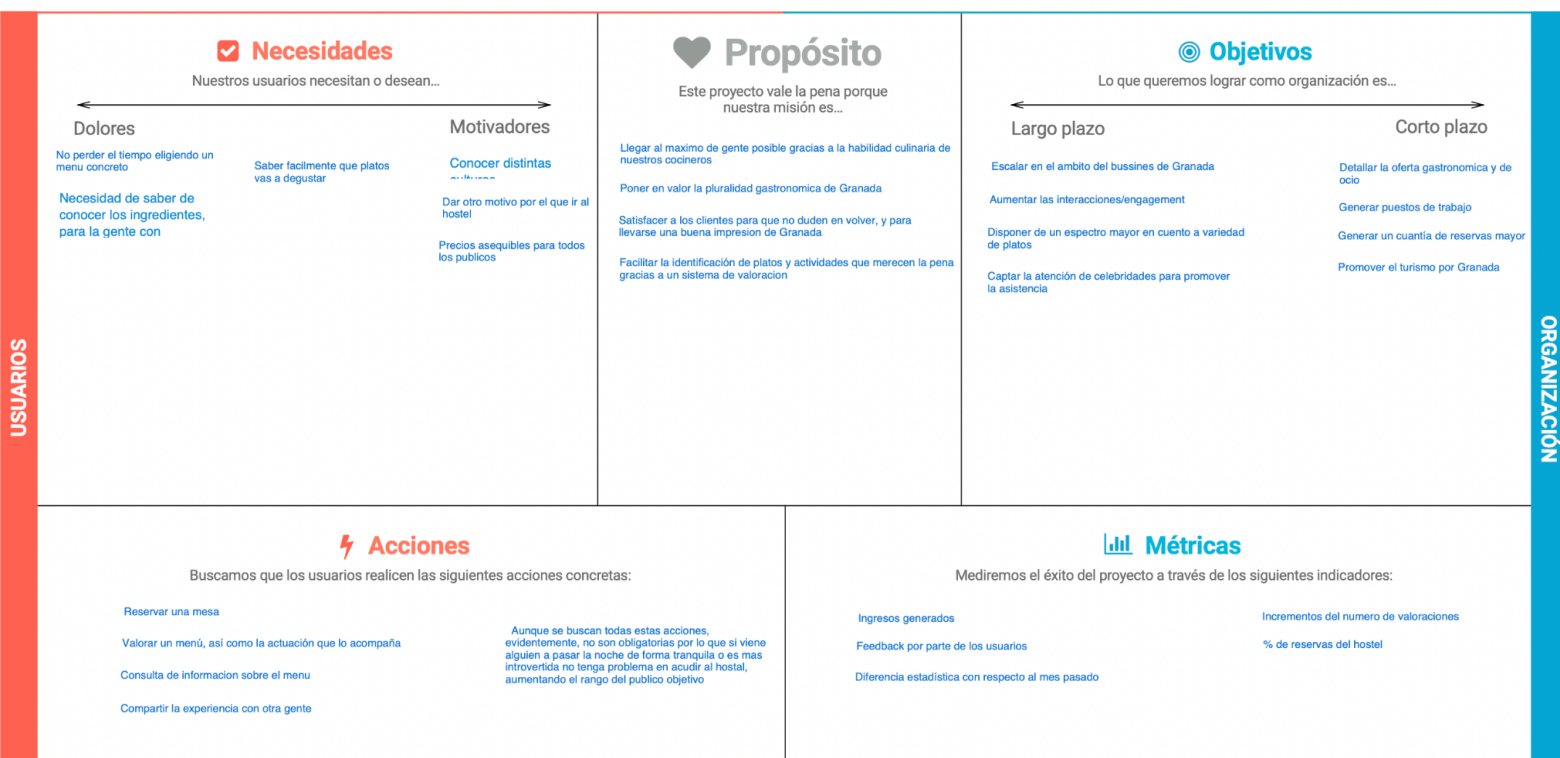 USUARIOS
Necesidades
Nuestros usuarios necesitan o desean...
Dolores
Motivadores
No perder el tiempo eligiendo un
menu concreto
Necesidad de saber de
conocer los ingredientes,
para la gente con
Saber facilmente que platos
vas a degustar
Conocer distintas
Dar otro motivo por el que ir al
hostel
Precios asequibles para todos
los publicos
Propósito
Este proyecto vale la pena porque
nuestra misión es...
Llegar al maximo de gente posible gracias a la habilidad culinaria de
nuestros cocineros
Poner en valor la pluralidad gastronomica de Granada
Satisfacer a los clientes para que no duden en volver, y para
llevarse una buena impresion de Granada
Facilitar la identificación de platos y actividades que merecen la pena
gracias a un sistema de valoracion
Objetivos
Lo que queremos lograr como organización es...
Largo plazo
Corto plazo
Escalar en el ambito del bussines de Granada
Aumentar las interacciones/engagement
Disponer de un espectro mayor en cuento a variedad
de platos
Captar la atención de celebridades para promover
la asistencia
Detallar la oferta gastronomica y de
ocio
Generar puestos de trabajo
Generar un cuantía de reservas mayor
Promover el turismo por Granada
ORGANIZACIÓN
Acciones
Buscamos que los usuarios realicen las siguientes acciones concretas:
Reservar una mesa
Valorar un menú, así como la actuación que lo acompaña
Consulta de informacion sobre el menu
Compartir la experiencia con otra gente
Aunque se buscan todas estas acciones,
evidentemente, no son obligatorias por lo que si viene
alguien a pasar la noche de forma tranquila o es mas
introvertida no tenga problema en acudir al hostal,
aumentando el rango del publico objetivo
Métricas
Mediremos el éxito del proyecto a través de los siguientes indicadores:
Ingresos generados
Feedback por parte de los usuarios
Diferencia estadística con respecto al mes pasado
Incrementos del numero de valoraciones
% de reservas del hostel